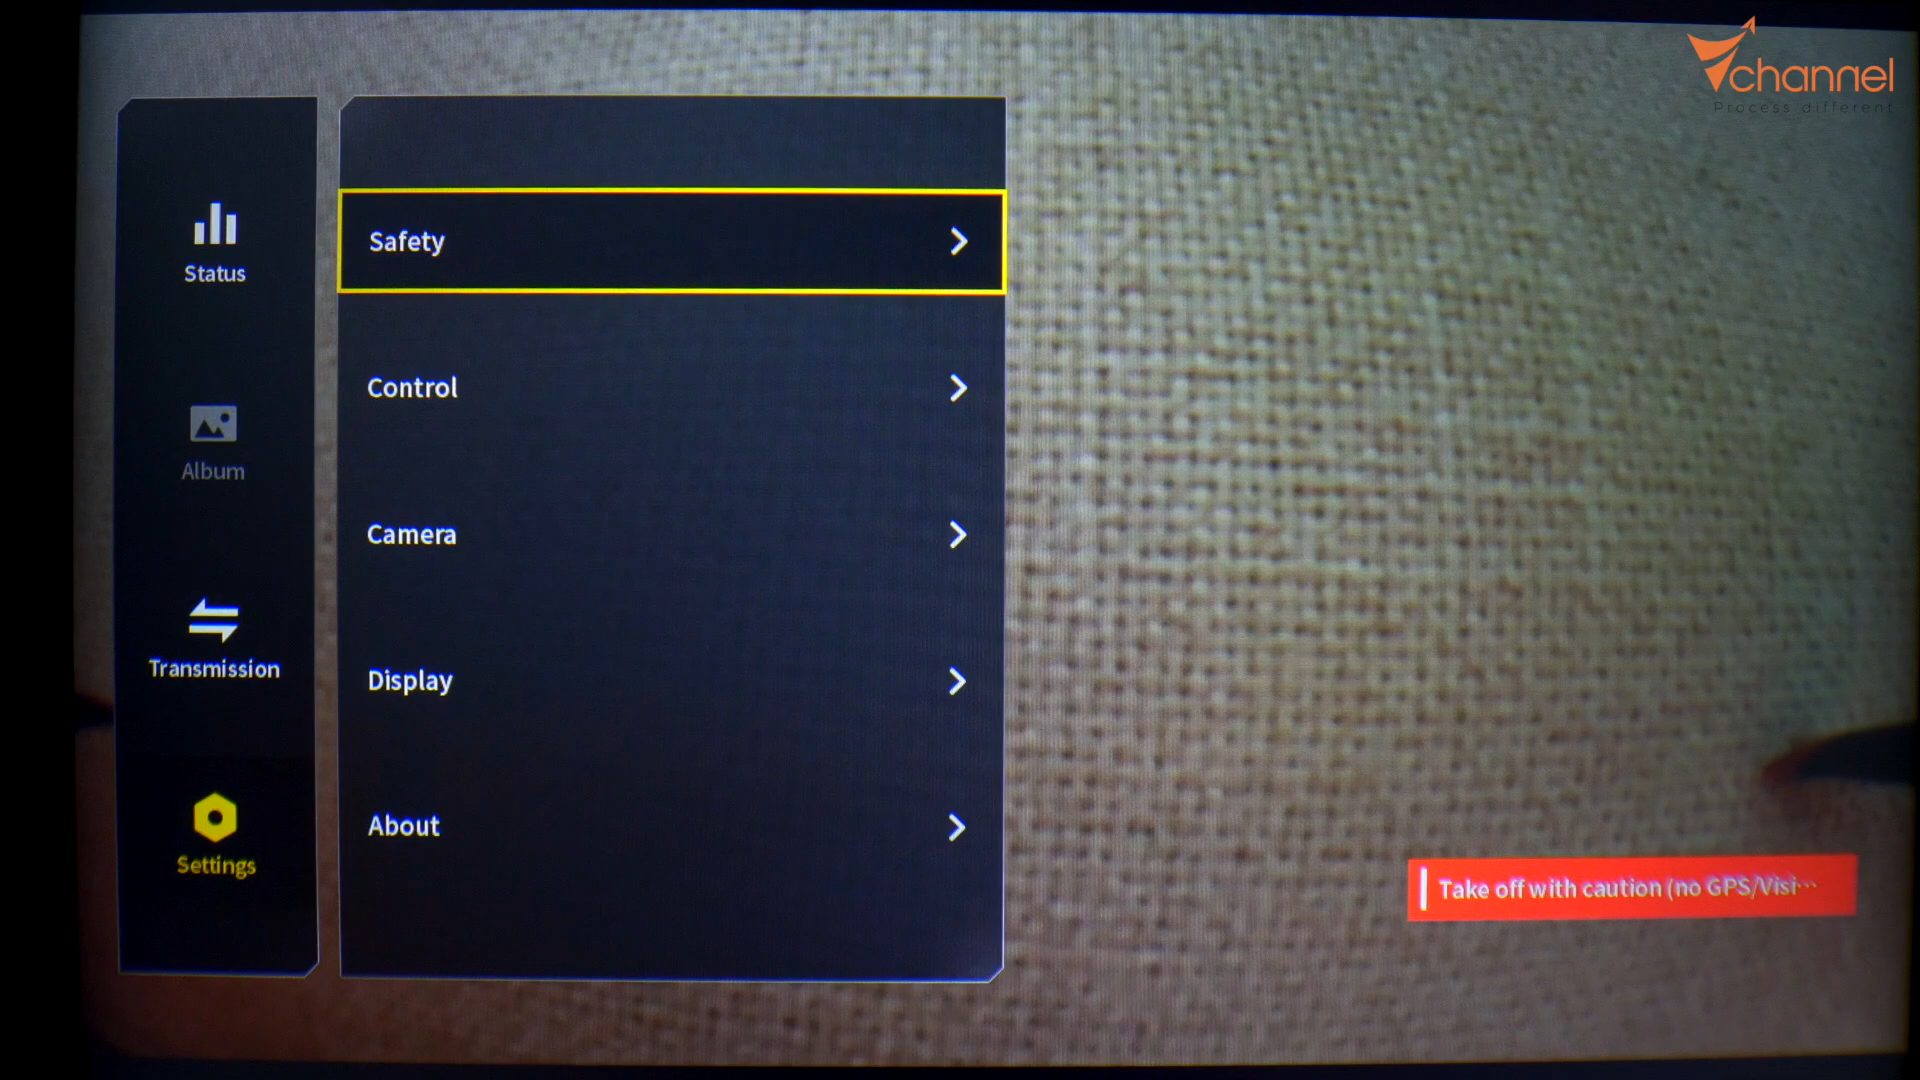 channel
Process different
Status
Album
Transmission
Settings
Safety
Control
Camera
Display
About
Take off with caution (no GPS/Visi···